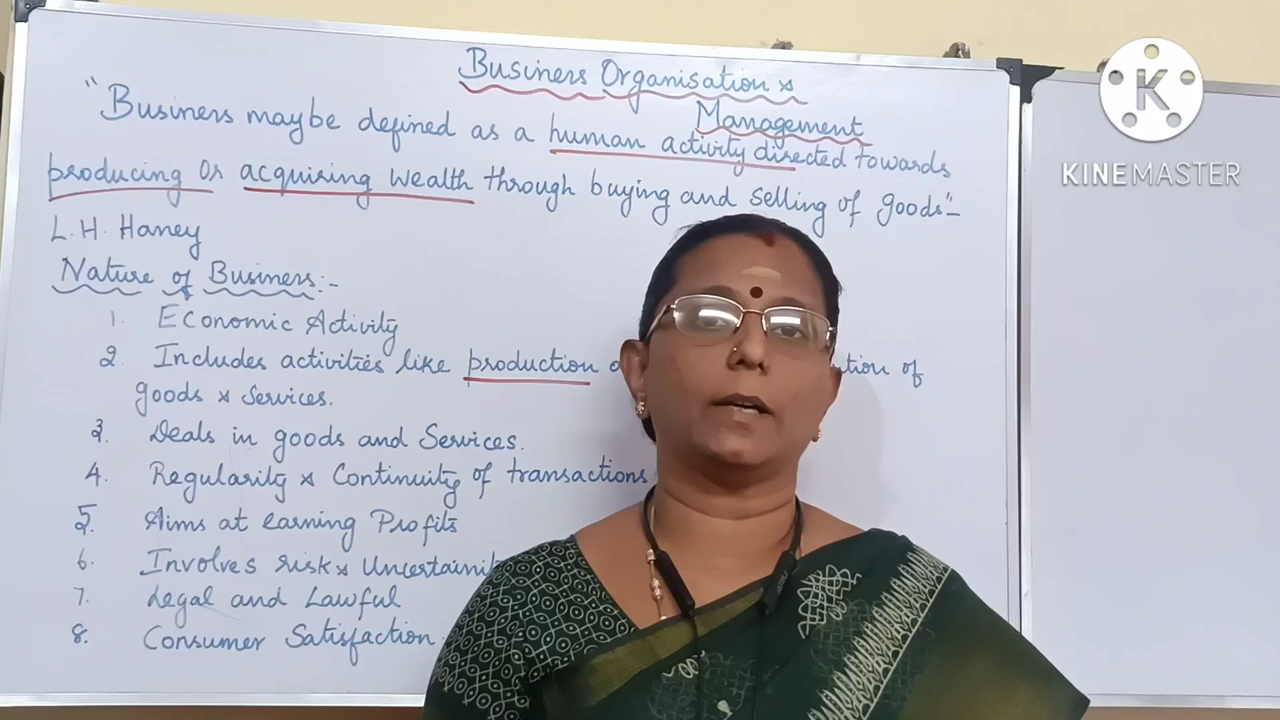 Business Organisation &
Management
"Business maybe defined as a human activity directed towards
producing or acquiring wealth through buying and selling of goods"-
L.H. Haney
Nature of Business:-
1. Economic Activity
2. Includes activities like production of
goods & Services.
3. Deals in goods and Services.
4. Regularity & Continuity of transactions
5. Aims at earning Profits
6. Involves risk &
7. Legal and Lawful
8. Consumer Satisfaction
K
KINEMASTER